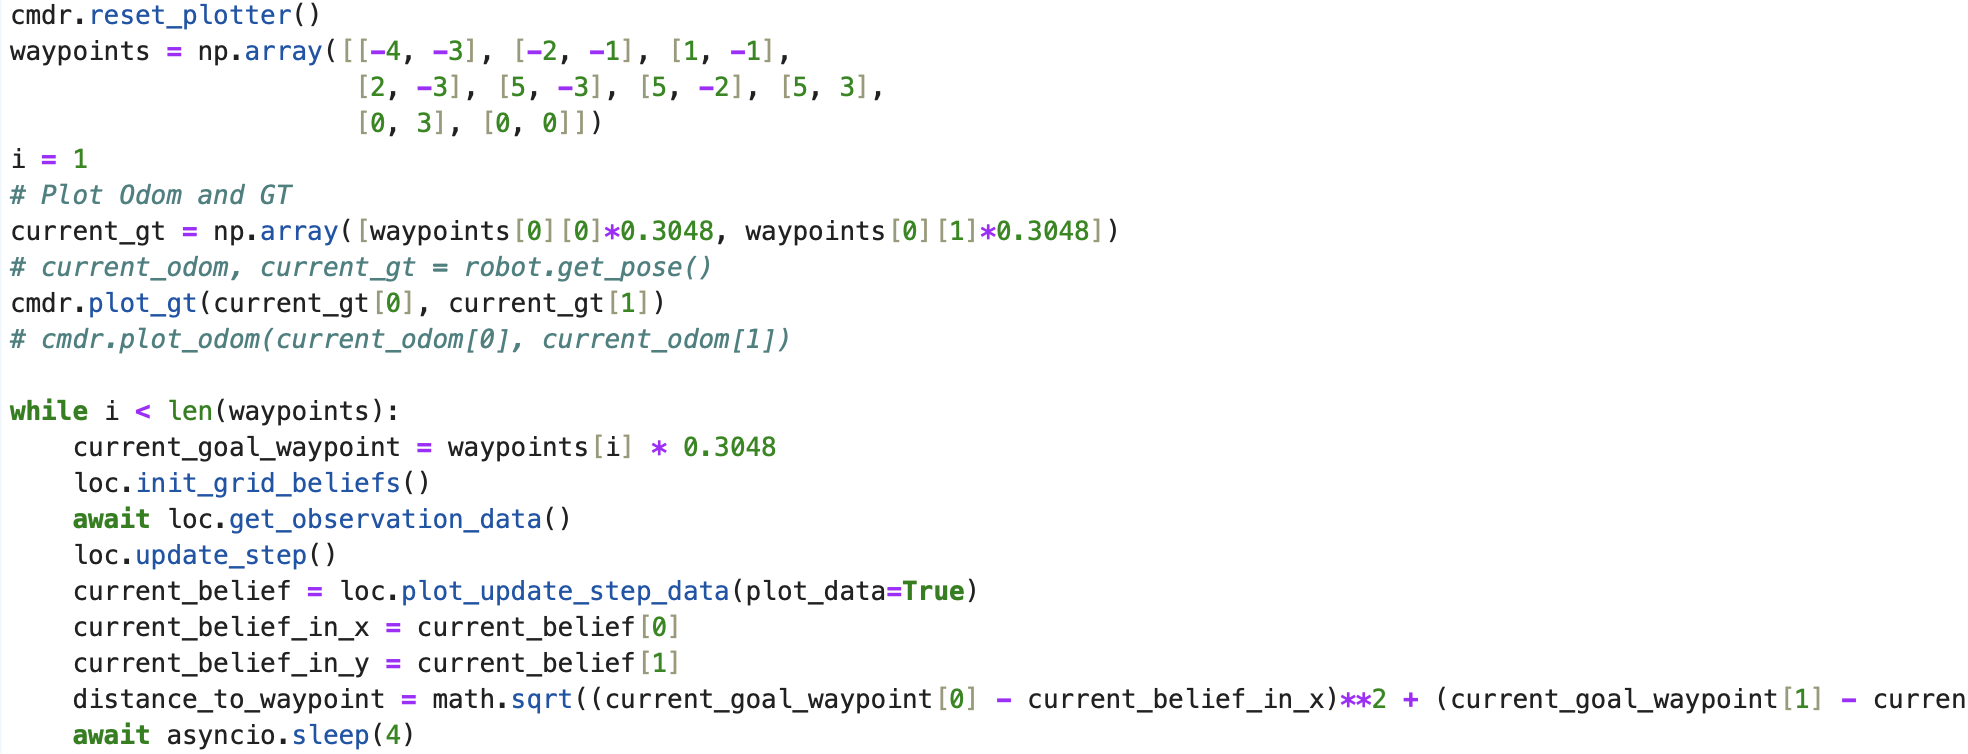 cmdr.reset_plotter()
waypoints = np.array([[-4, -3], [-2, -1], [1, -1],
                      [2, -3], [5, -3], [5, -2], [5, 3],
                      [0, 3], [0, 0]])
i = 1
# Plot Odom and GT
current_gt = np.array([waypoints[0][0]*0.3048, waypoints[0][1]*0.3048])
# current_odom, current_gt = robot.get_pose()
cmdr.plot_gt(current_gt[0], current_gt[1])
# cmdr.plot_odom(current_odom[0], current_odom[1])

while i < len(waypoints):
    current_goal_waypoint = waypoints[i] * 0.3048
    loc.init_grid_beliefs()
    await loc.get_observation_data()
    loc.update_step()
    current_belief = loc.plot_update_step_data(plot_data=True)
    current_belief_in_x = current_belief[0]
    current_belief_in_y = current_belief[1]
    distance_to_waypoint = math.sqrt((current_goal_waypoint[0] - current_belief_in_x)**2 + (current_goal_waypoint[1] - curren
    await asyncio.sleep(4)